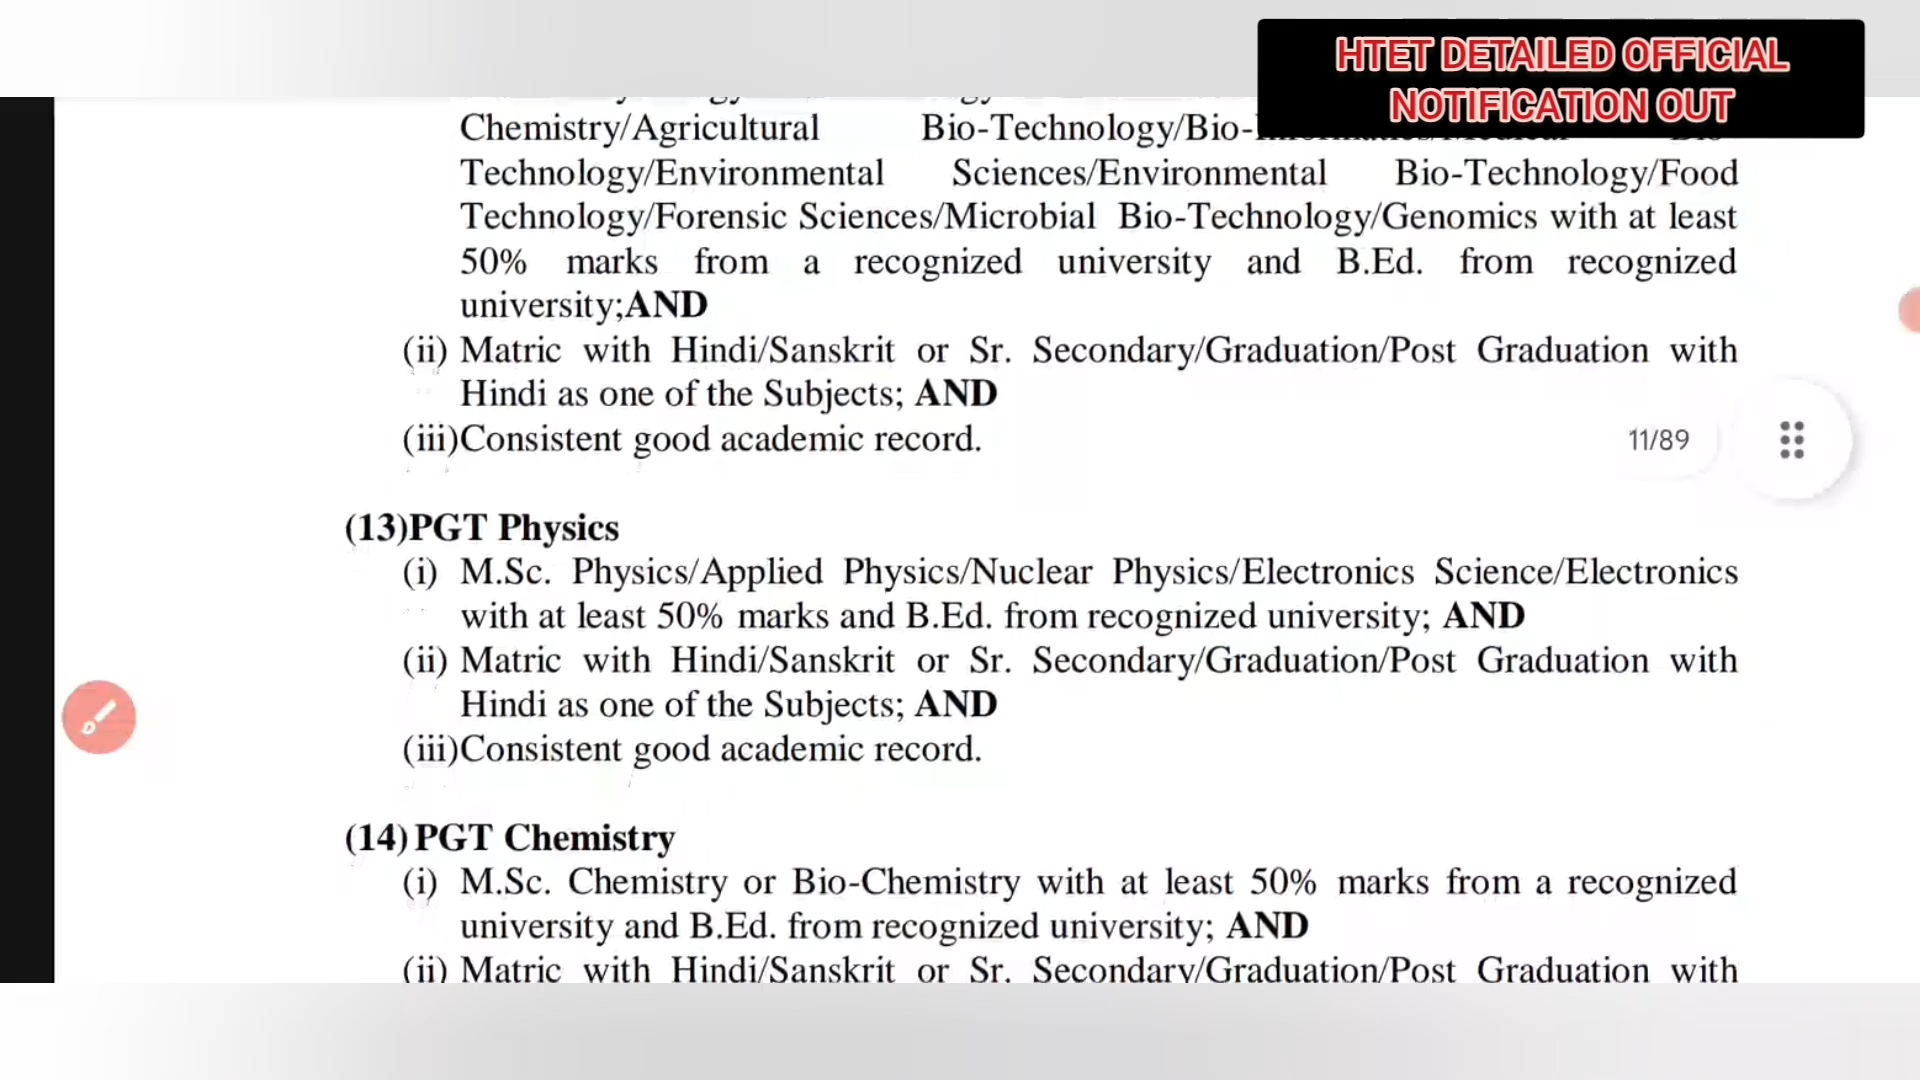 HTET DETAILED OFFICIAL
NOTIFICATION OUT
Chemistry/Agricultural Bio-Technology/Bio-
Technology/Environmental Sciences/Environmental Bio-Technology/Food
Technology/Forensic Sciences/Microbial Bio-Technology/Genomics with at least
50% marks from a recognized university and B.Ed. from recognized
university;AND
(ii) Matric with Hindi/Sanskrit or Sr. Secondary/Graduation/Post Graduation with
Hindi as one of the Subjects; AND
(iii)Consistent good academic record.
11/89
(13)PGT Physics
(i) M.Sc. Physics/Applied Physics/Nuclear Physics/Electronics Science/Electronics
with at least 50% marks and B.Ed. from recognized university; AND
(ii) Matric with Hindi/Sanskrit or Sr. Secondary/Graduation/Post Graduation with
Hindi as one of the Subjects; AND
(iii)Consistent good academic record.
(14) PGT Chemistry
(i) M.Sc. Chemistry or Bio-Chemistry with at least 50% marks from a recognized
university and B.Ed. from recognized university; AND
(ii) Matric with Hindi/Sanskrit or Sr. Secondary/Graduation/Post Graduation with